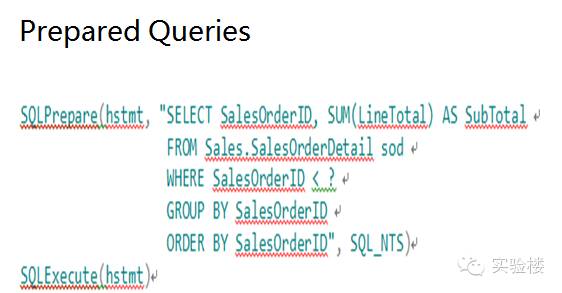 Prepared Queries
SQLPrepare(hstmt, "SELECT SalesOrderID, SUM(LineTotal) AS SubTotal
FROM Sales.SalesOrderDetail sod
WHERE SalesOrderID < ?
GROUP BY SalesOrderID
ORDER BY SalesOrderID", SQL_NTS)
SQLExecute(hstmt)
实验楼